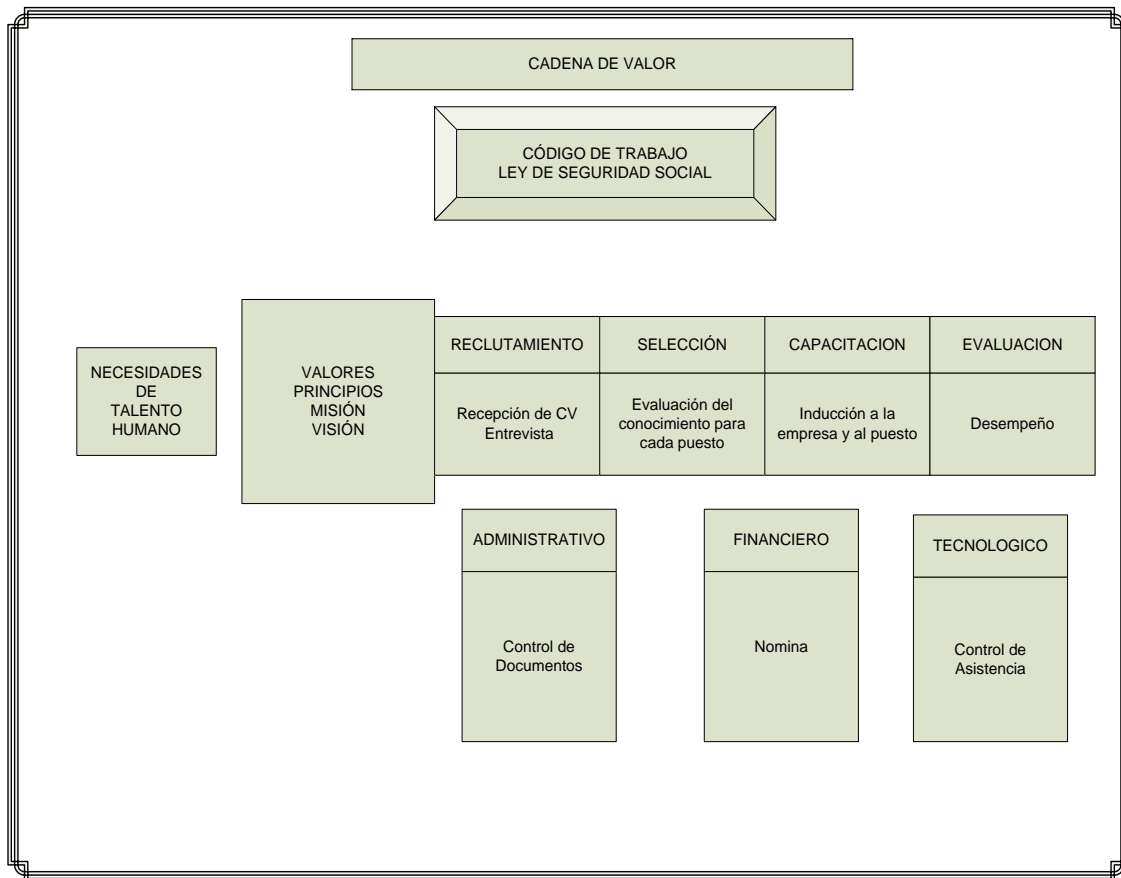 CADENA DE VALOR
CÓDIGO DE TRABAJO
LEY DE SEGURIDAD SOCIAL
NECESIDADES
DE
TALENTO
HUMANO
VALORES
PRINCIPIOS
MISIÓN
VISIÓN
RECLUTAMIENTO
Recepción de CV
Entrevista
SELECCIÓN
Evaluación del
conocimiento para
cada puesto
CAPACITACION
Inducción a la
empresa y al puesto
EVALUACION
Desempeño
ADMINISTRATIVO
Control de
Documentos
FINANCIERO
Nomina
TECNOLOGICO
Control de
Asistencia